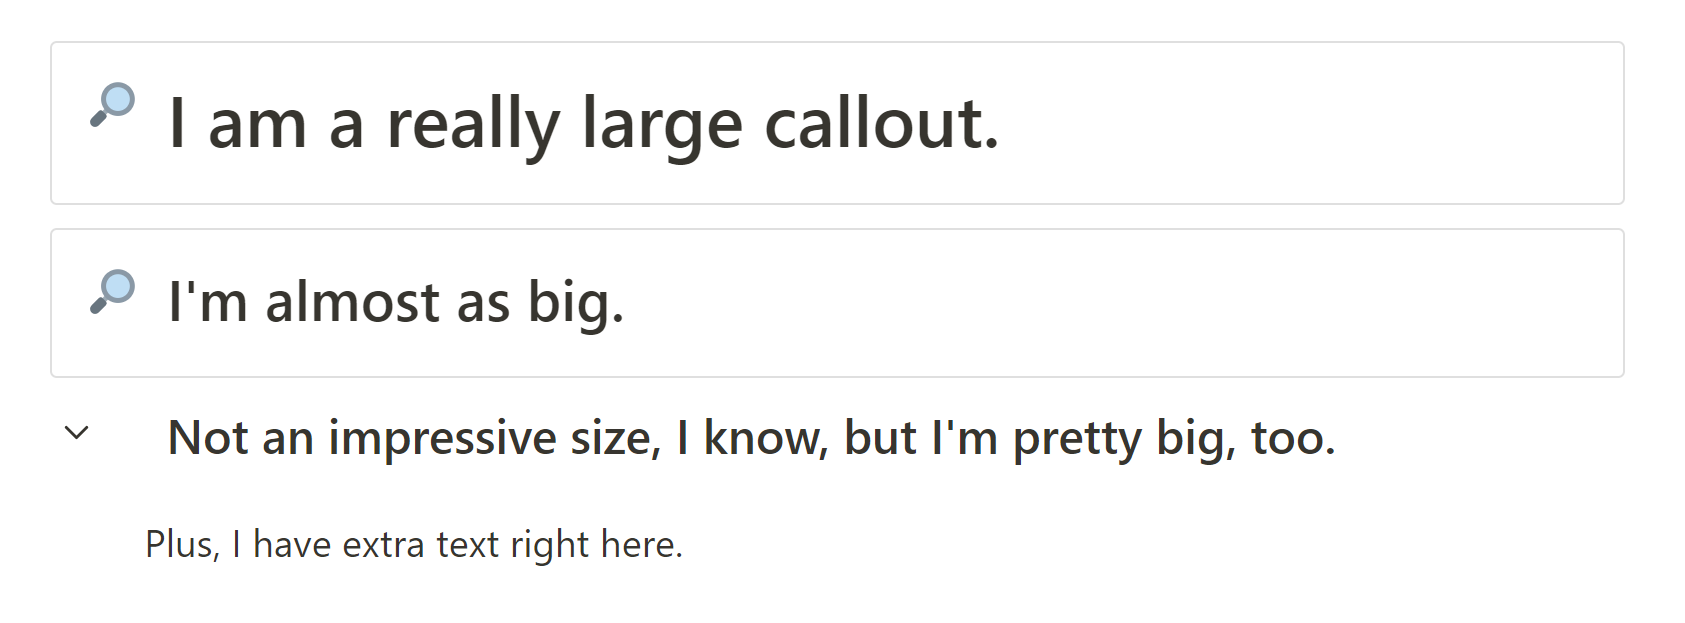 I am a really large callout.
I'm almost as big.
Not an impressive size, I know, but I'm pretty big, too.
Plus, I have extra text right here.